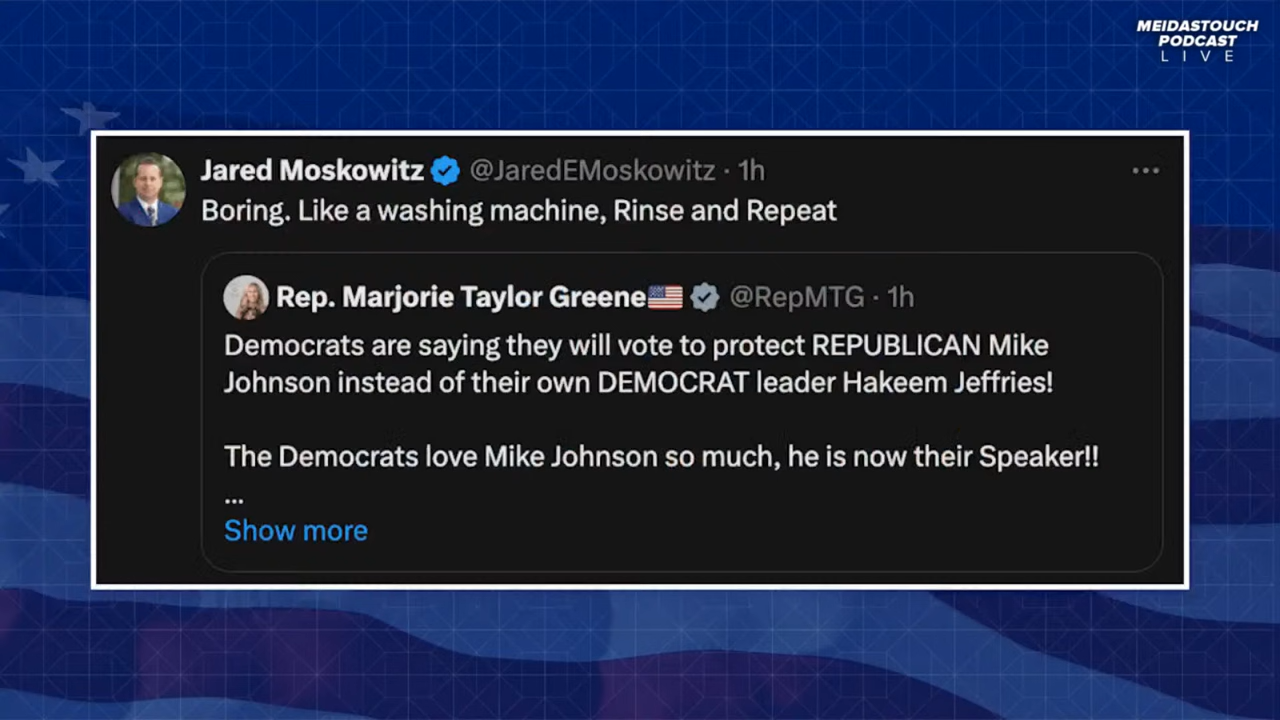 MEIDASTOUCH
PODCAST
LIVE
Jared Moskowitz @JaredEMoskowitz · 1h
Boring. Like a washing machine, Rinse and Repeat
Rep. Marjorie Taylor Greene🇺🇸 @RepMTG · 1h
Democrats are saying they will vote to protect REPUBLICAN Mike
Johnson instead of their own DEMOCRAT leader Hakeem Jeffries!
The Democrats love Mike Johnson so much, he is now their Speaker!!
...
Show more